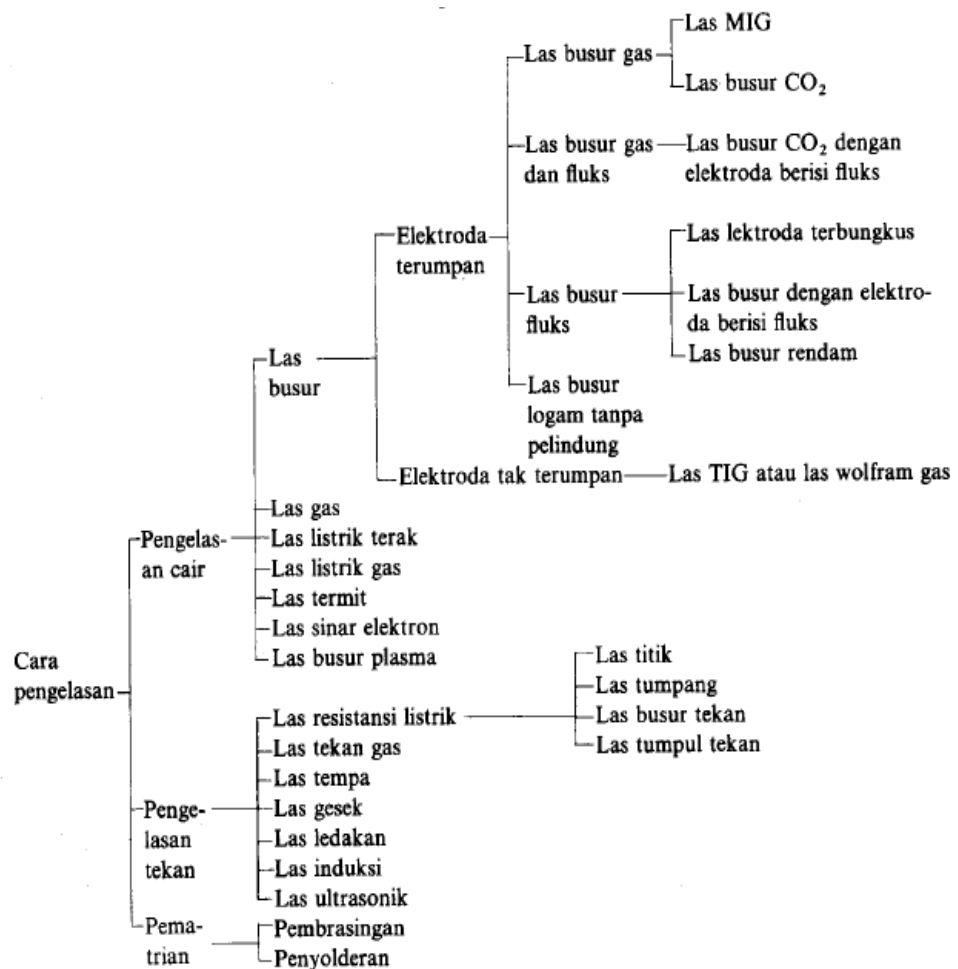 Las MIG
Las busur gas
Las busur CO₂
Las busur gas
dan fluks
Las busur CO₂ dengan
elektroda berisi fluks
Elektroda
terumpan
Las lektroda terbungkus
Las busur
fluks
Las busur dengan elektro-
da berisi fluks
Las busur rendam
Las
busur
Las busur
logam tanpa
pelindung
Elektroda tak terumpan
Las TIG atau las wolfram gas
Las gas
Pengelas-
an cair
Las listrik terak
Las listrik gas
Las termit
Las sinar elektron
Las busur plasma
Cara
pengelasan
Las titik
Las tumpang
Las busur tekan
Las tumpul tekan
Las resistansi listrik
Las tekan gas
Las tempa
Penge-
lasan
tekan
Las gesek
Las ledakan
Las induksi
Las ultrasonik
Pema-
trian
Pembrasingan
Penyolderan